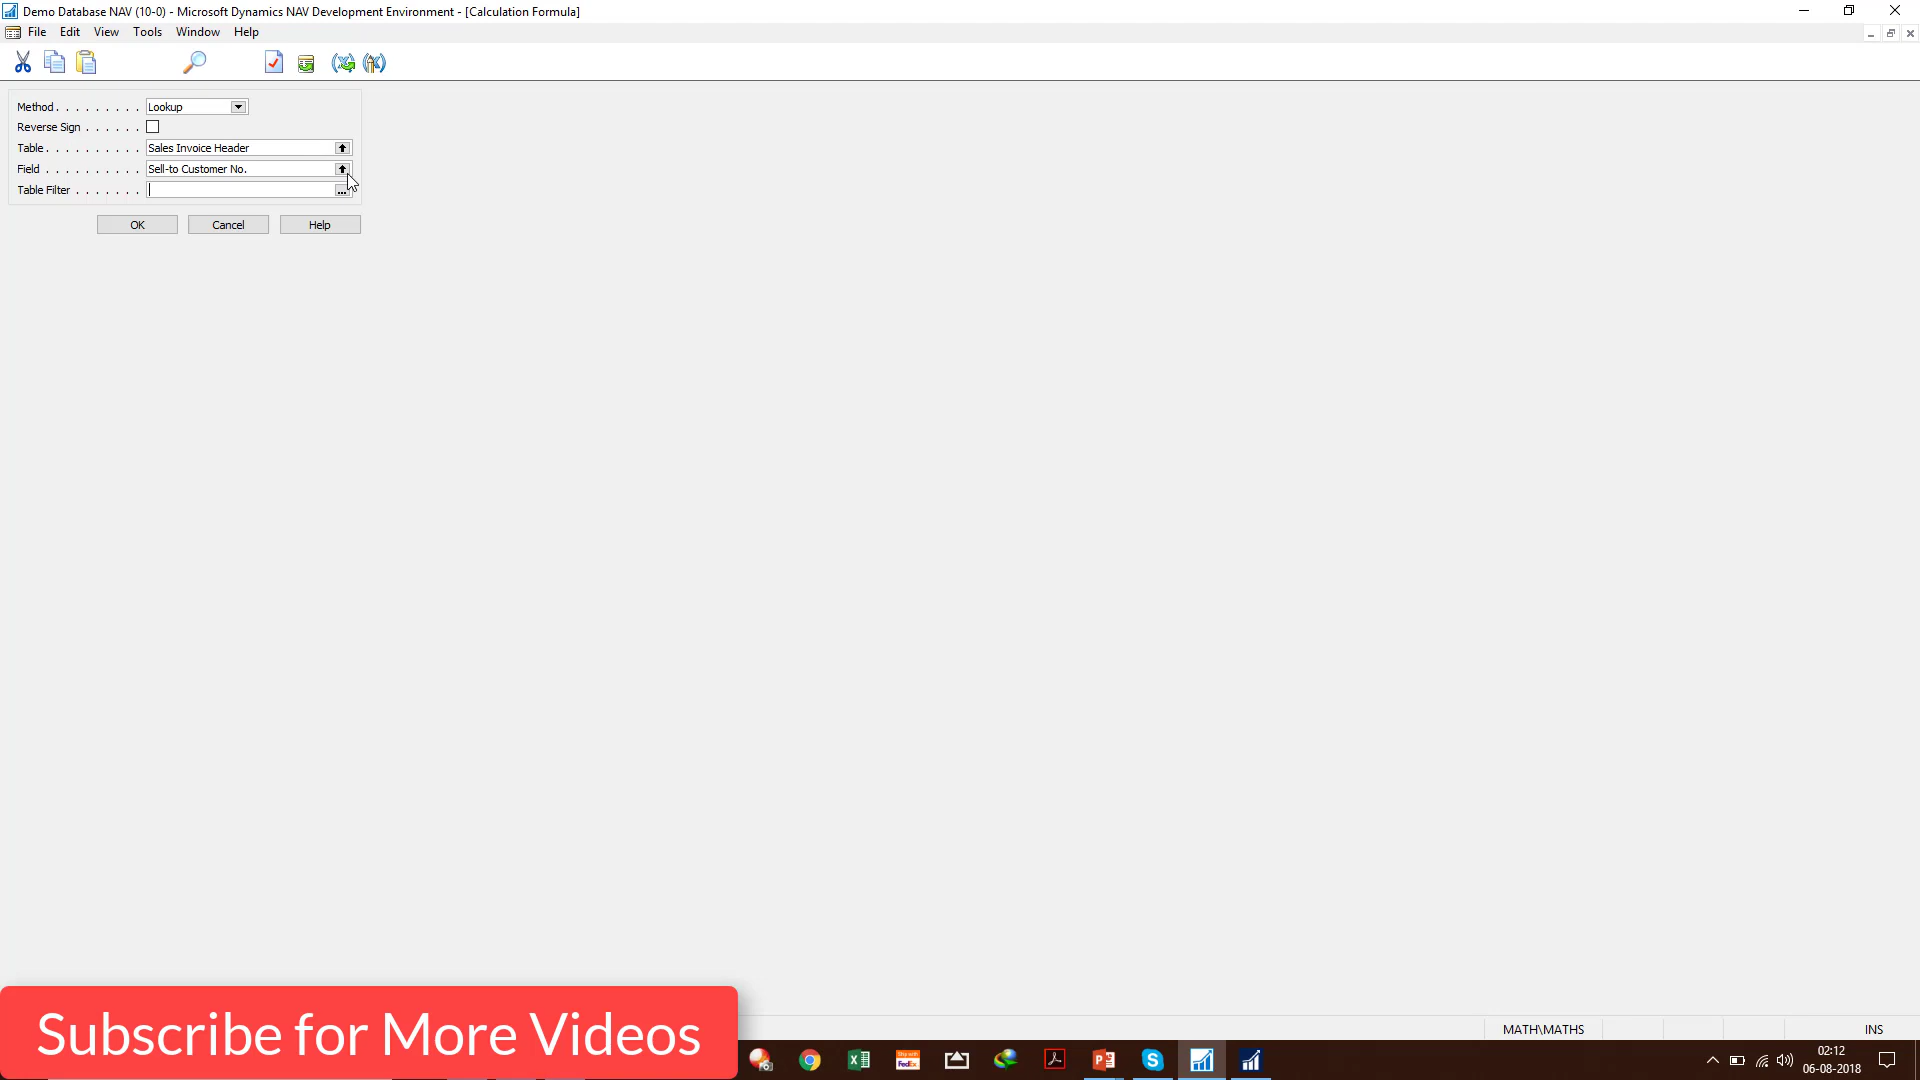 Demo Database NAV (10-0) - Microsoft Dynamics NAV Development Environment - [Calculation Formula]
File Edit View Tools Window Help
Method. . . . . . . . . Lookup
Reverse Sign . . . . . .
Table. . . . . . . . . . Sales Invoice Header
Field . . . . . . . . . . Sell-to Customer No.
Table Filter . . . . . . . ...
OK Cancel Help
Subscribe for More Videos
MATH\MATHS INS
02:12
06-08-2018